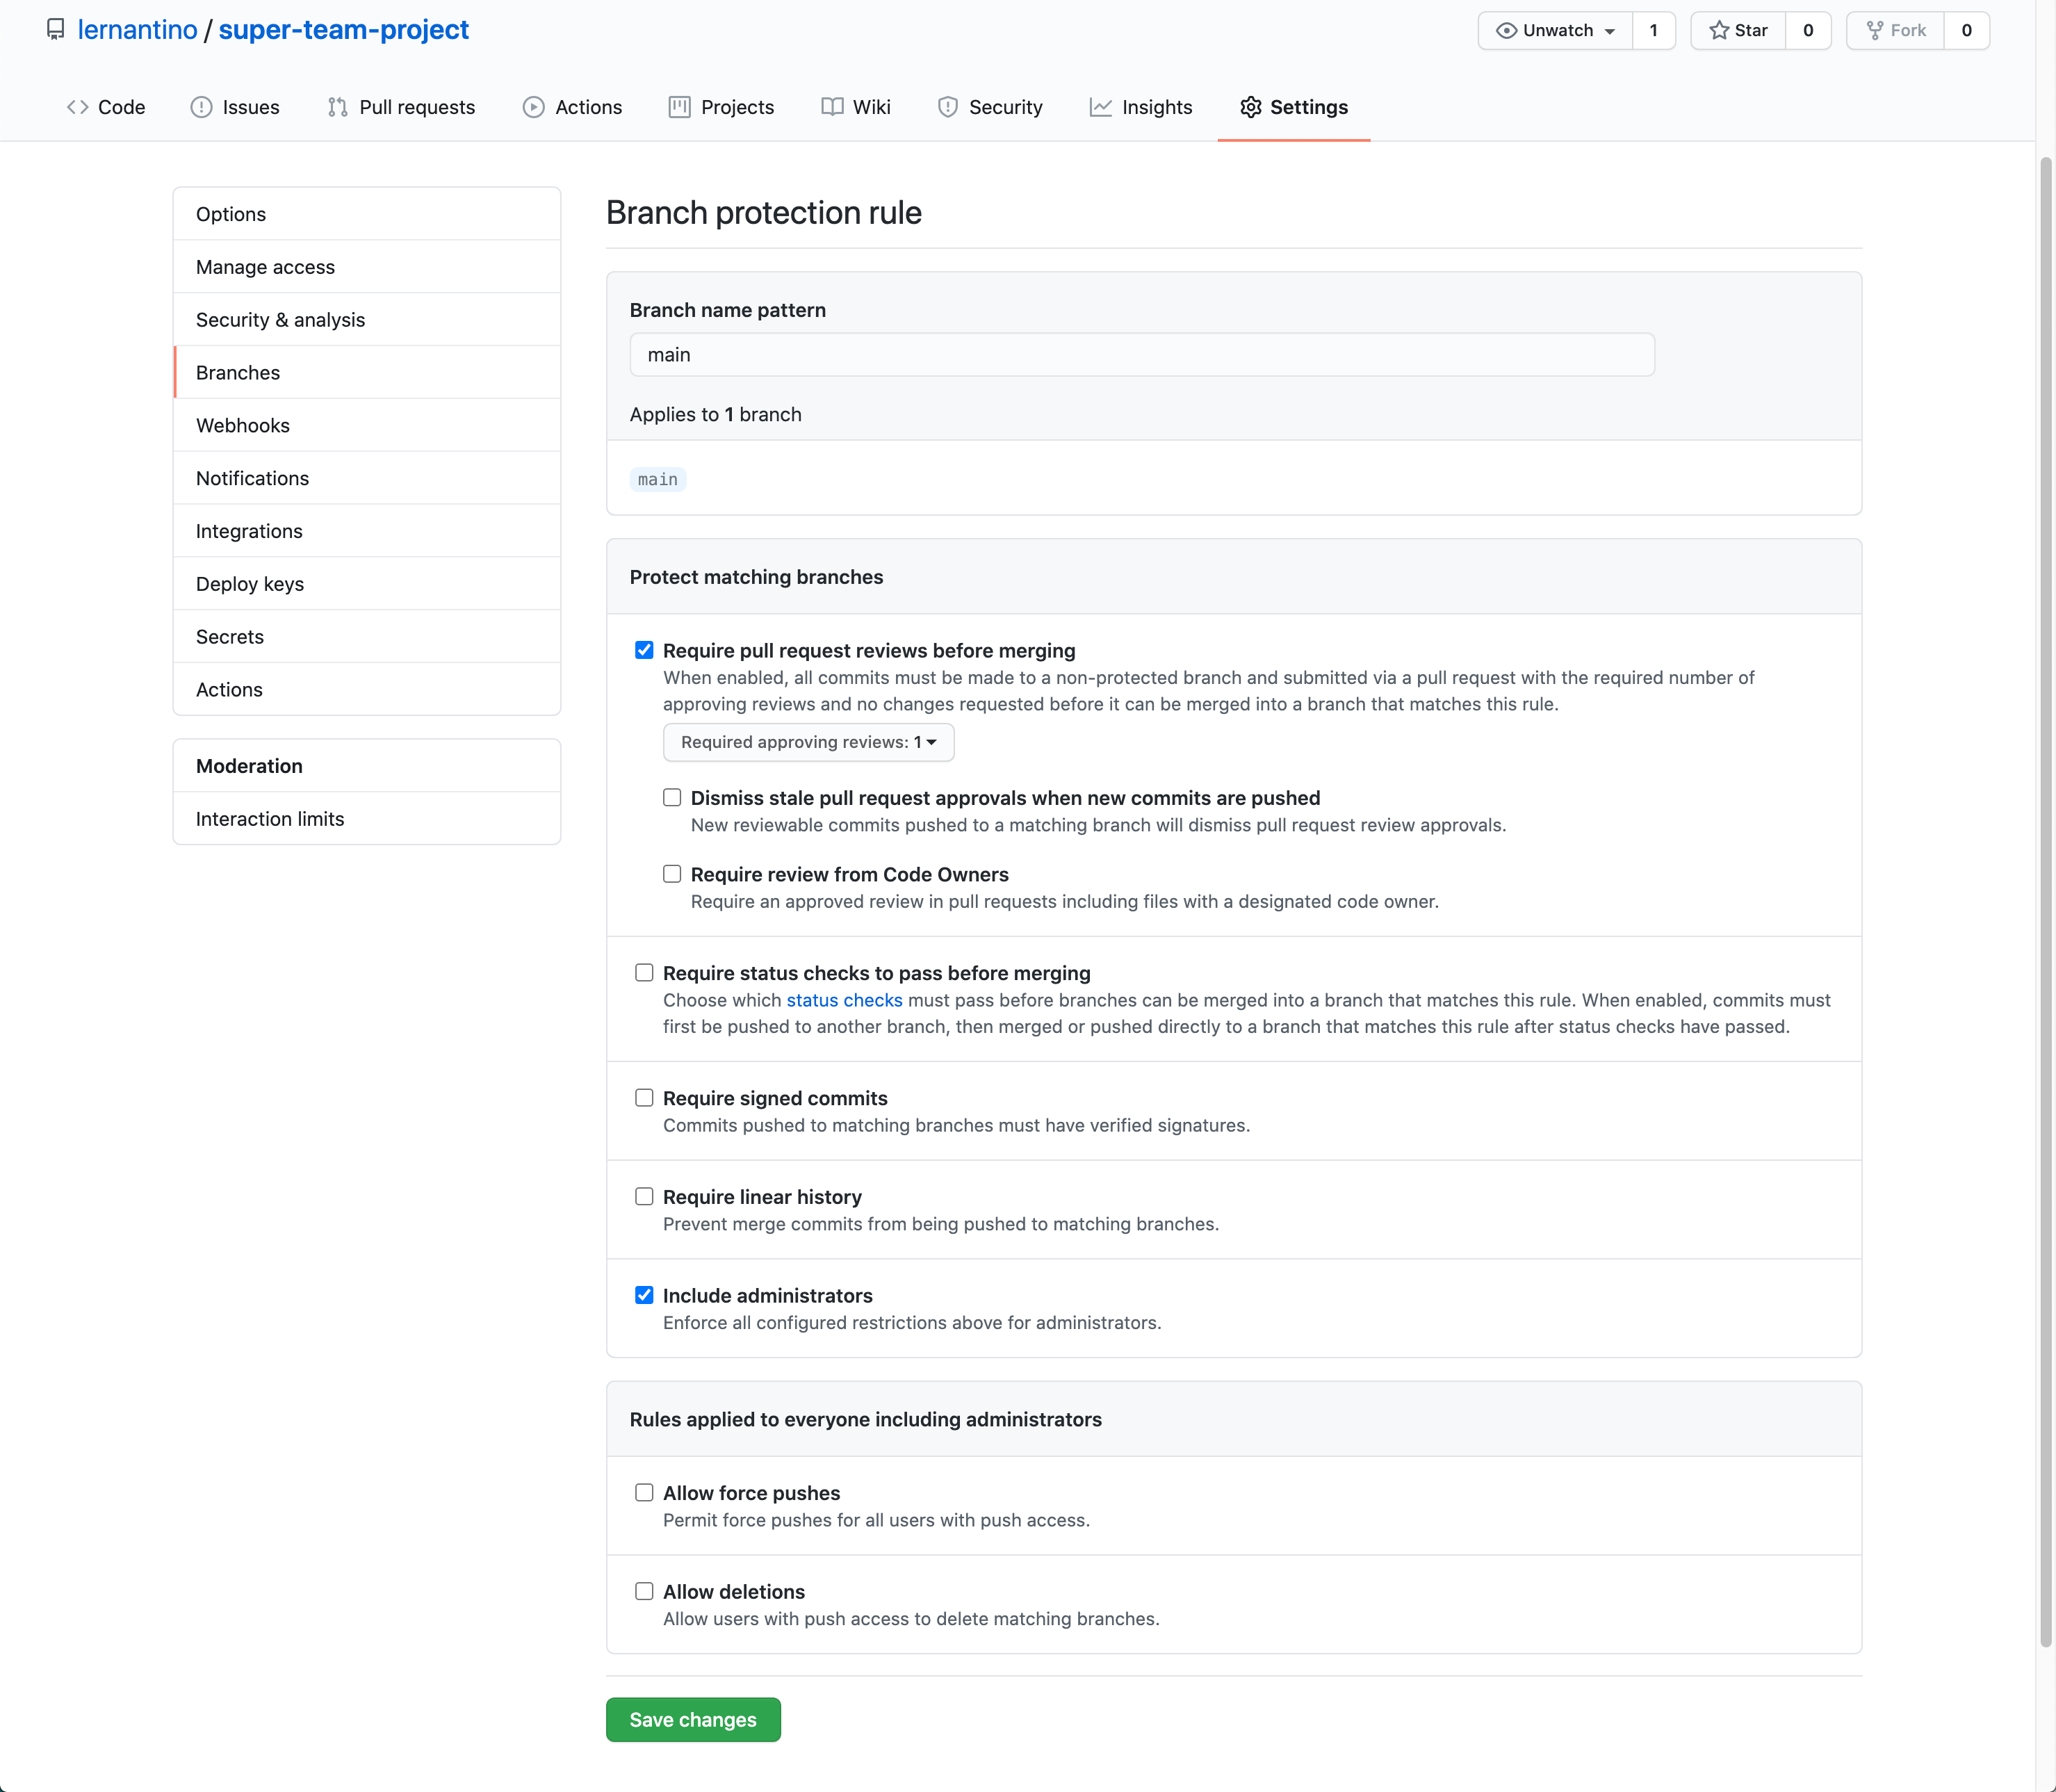 lernantino / super-team-project
Unwatch 1 Star 0 Fork 0
Code Issues Pull requests Actions Projects Wiki Security Insights Settings
Options
Manage access
Security & analysis
Branches
Webhooks
Notifications
Integrations
Deploy keys
Secrets
Actions
Moderation
Interaction limits
Branch protection rule
Branch name pattern
main
Applies to 1 branch
main
Protect matching branches
Require pull request reviews before merging
When enabled, all commits must be made to a non-protected branch and submitted via a pull request with the required number of
approving reviews and no changes requested before it can be merged into a branch that matches this rule.
Required approving reviews: 1
Dismiss stale pull request approvals when new commits are pushed
New reviewable commits pushed to a matching branch will dismiss pull request review approvals.
Require review from Code Owners
Require an approved review in pull requests including files with a designated code owner.
Require status checks to pass before merging
Choose which status checks must pass before branches can be merged into a branch that matches this rule. When enabled, commits must
first be pushed to another branch, then merged or pushed directly to a branch that matches this rule after status checks have passed.
Require signed commits
Commits pushed to matching branches must have verified signatures.
Require linear history
Prevent merge commits from being pushed to matching branches.
Include administrators
Enforce all configured restrictions above for administrators.
Rules applied to everyone including administrators
Allow force pushes
Permit force pushes for all users with push access.
Allow deletions
Allow users with push access to delete matching branches.
Save changes